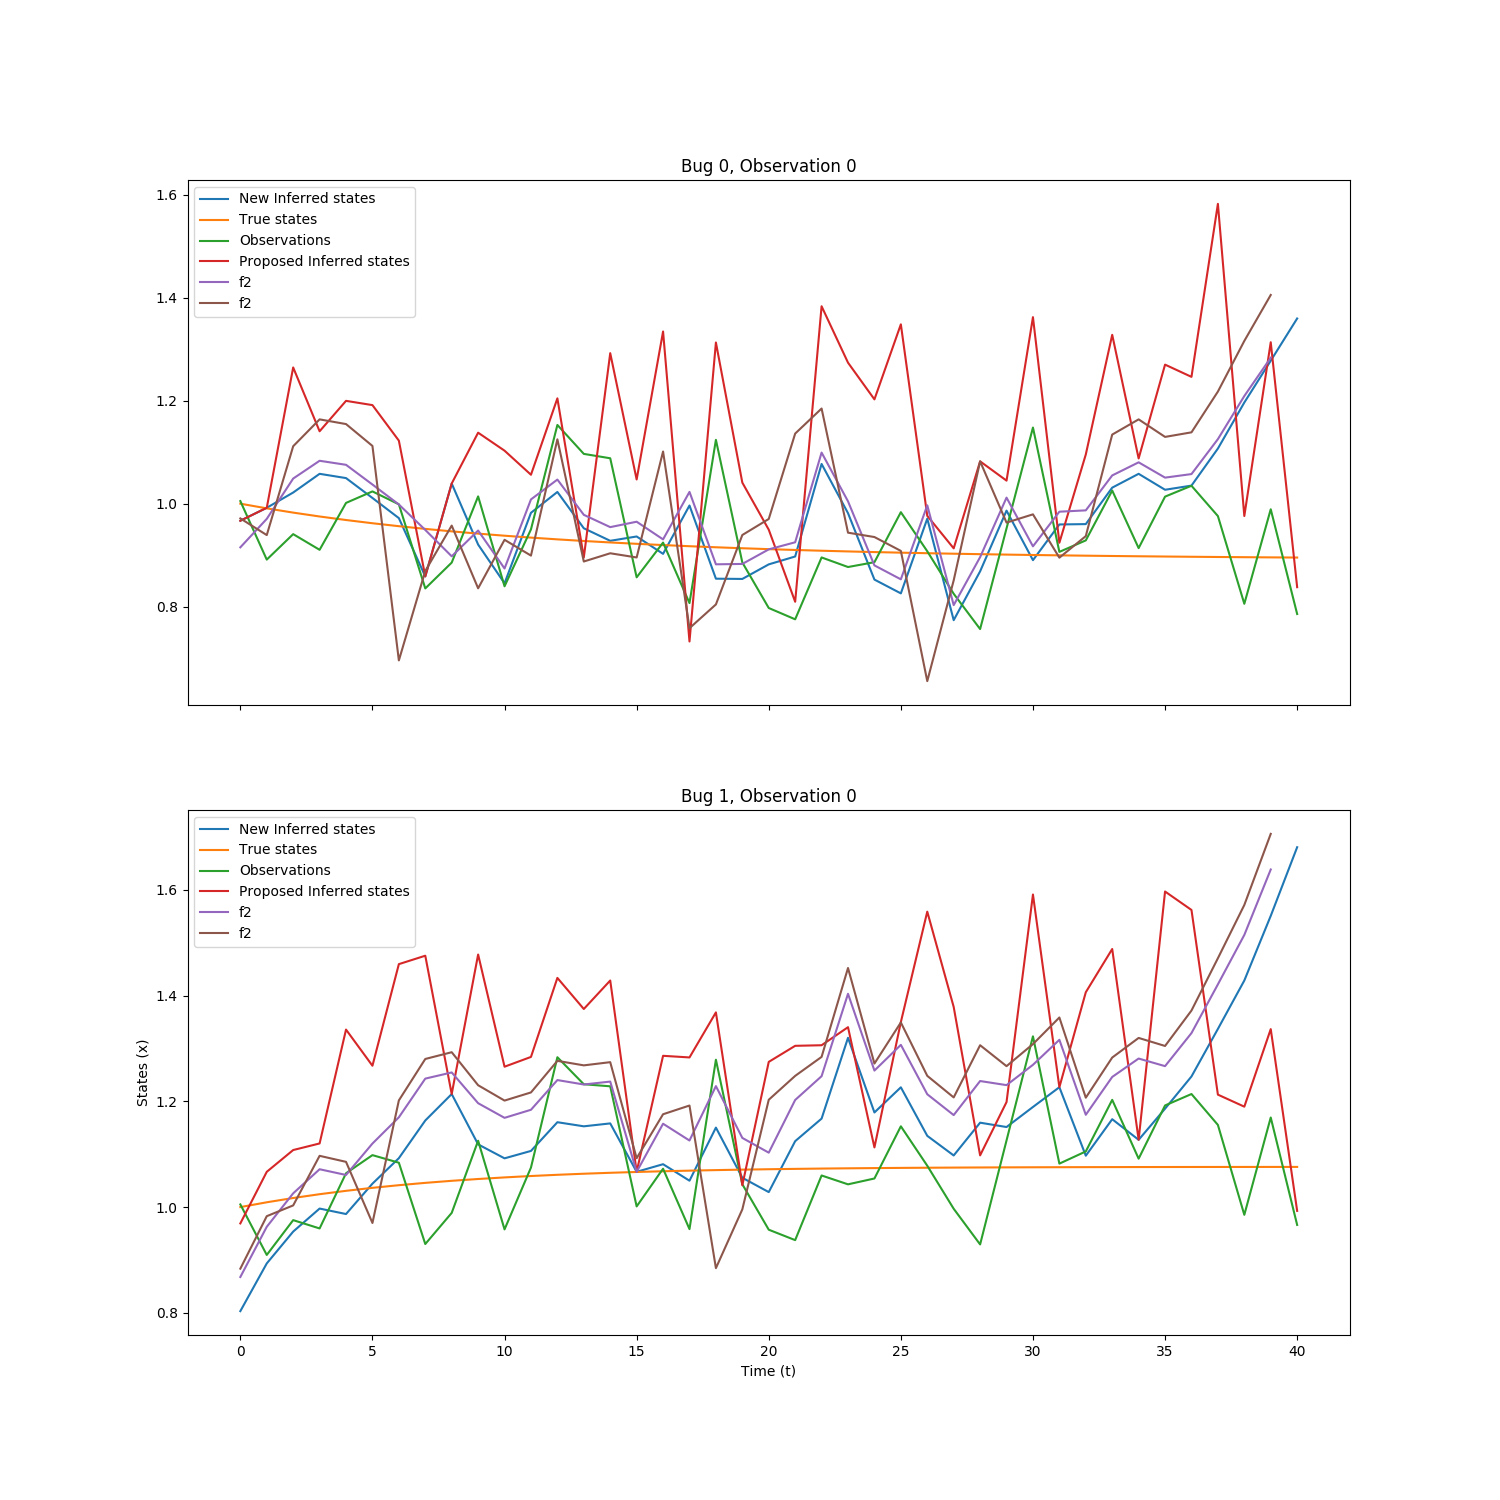 Bug 0, Observation 0
1.6
1.4
1.2
1.0
0.8
New Inferred states
True states
Observations
Proposed Inferred states
f2
f2
Bug 1, Observation 0
1.6
1.4
1.2
1.0
0.8
New Inferred states
True states
Observations
Proposed Inferred states
f2
f2
States (x)
0 5 10 15 20 25 30 35 40
Time (t)